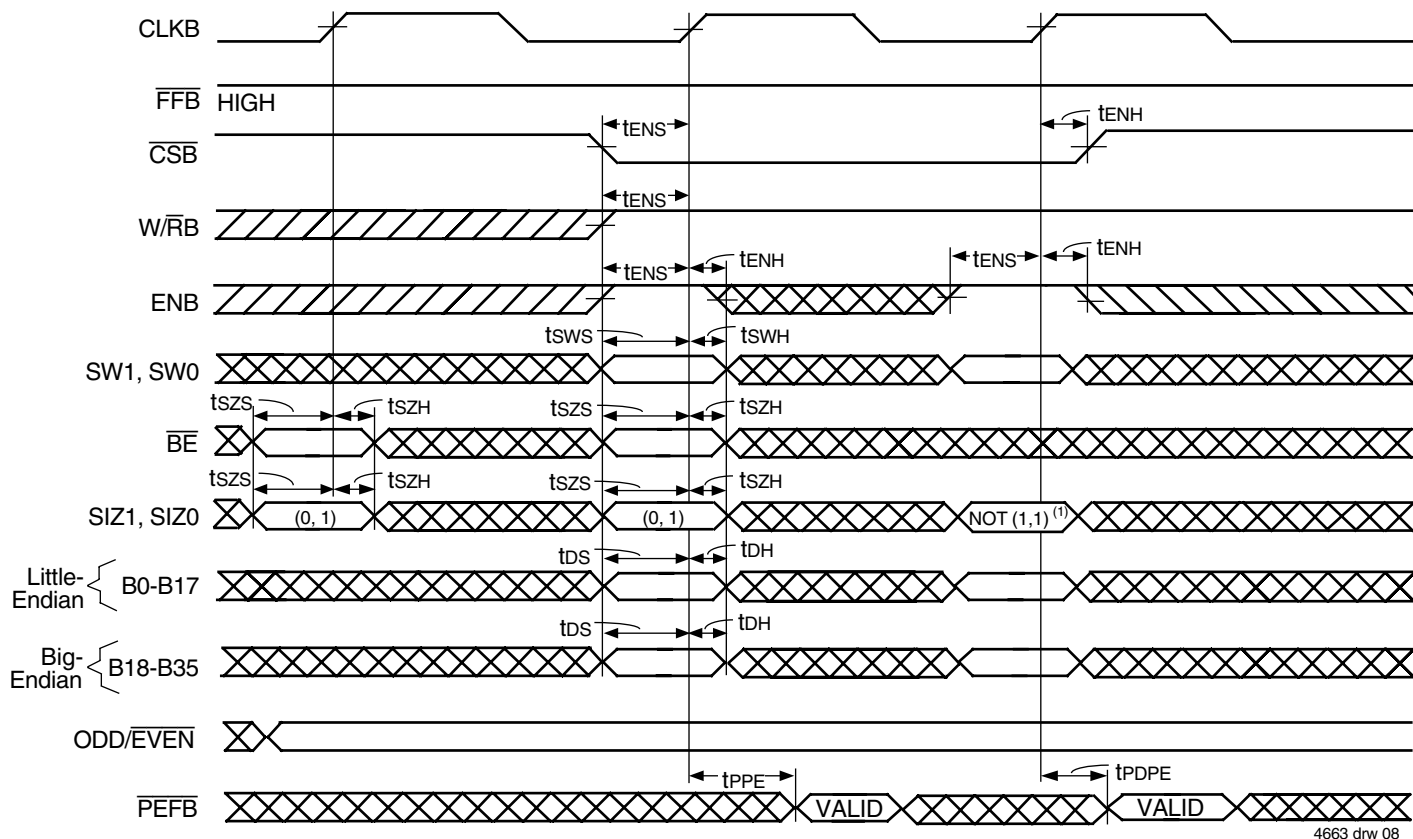 CLKB
FFB HIGH
tENS tENH
CSB
tENS
W/RB
tENS tENH tENS tENH
ENB
tSWS tSWH
SW1, SW0
tSZS tSZH tSZS tSZH
BE
tSZS tSZH tSZS tSZH
SIZ1, SIZ0 (0, 1) (0, 1) NOT (1,1) (1)
tDS tDH
Little-Endian B0-B17
tDS tDH
Big-Endian B18-B35
ODD/EVEN
tPPE tPDPE
PEFB VALID VALID
4663 drw 08